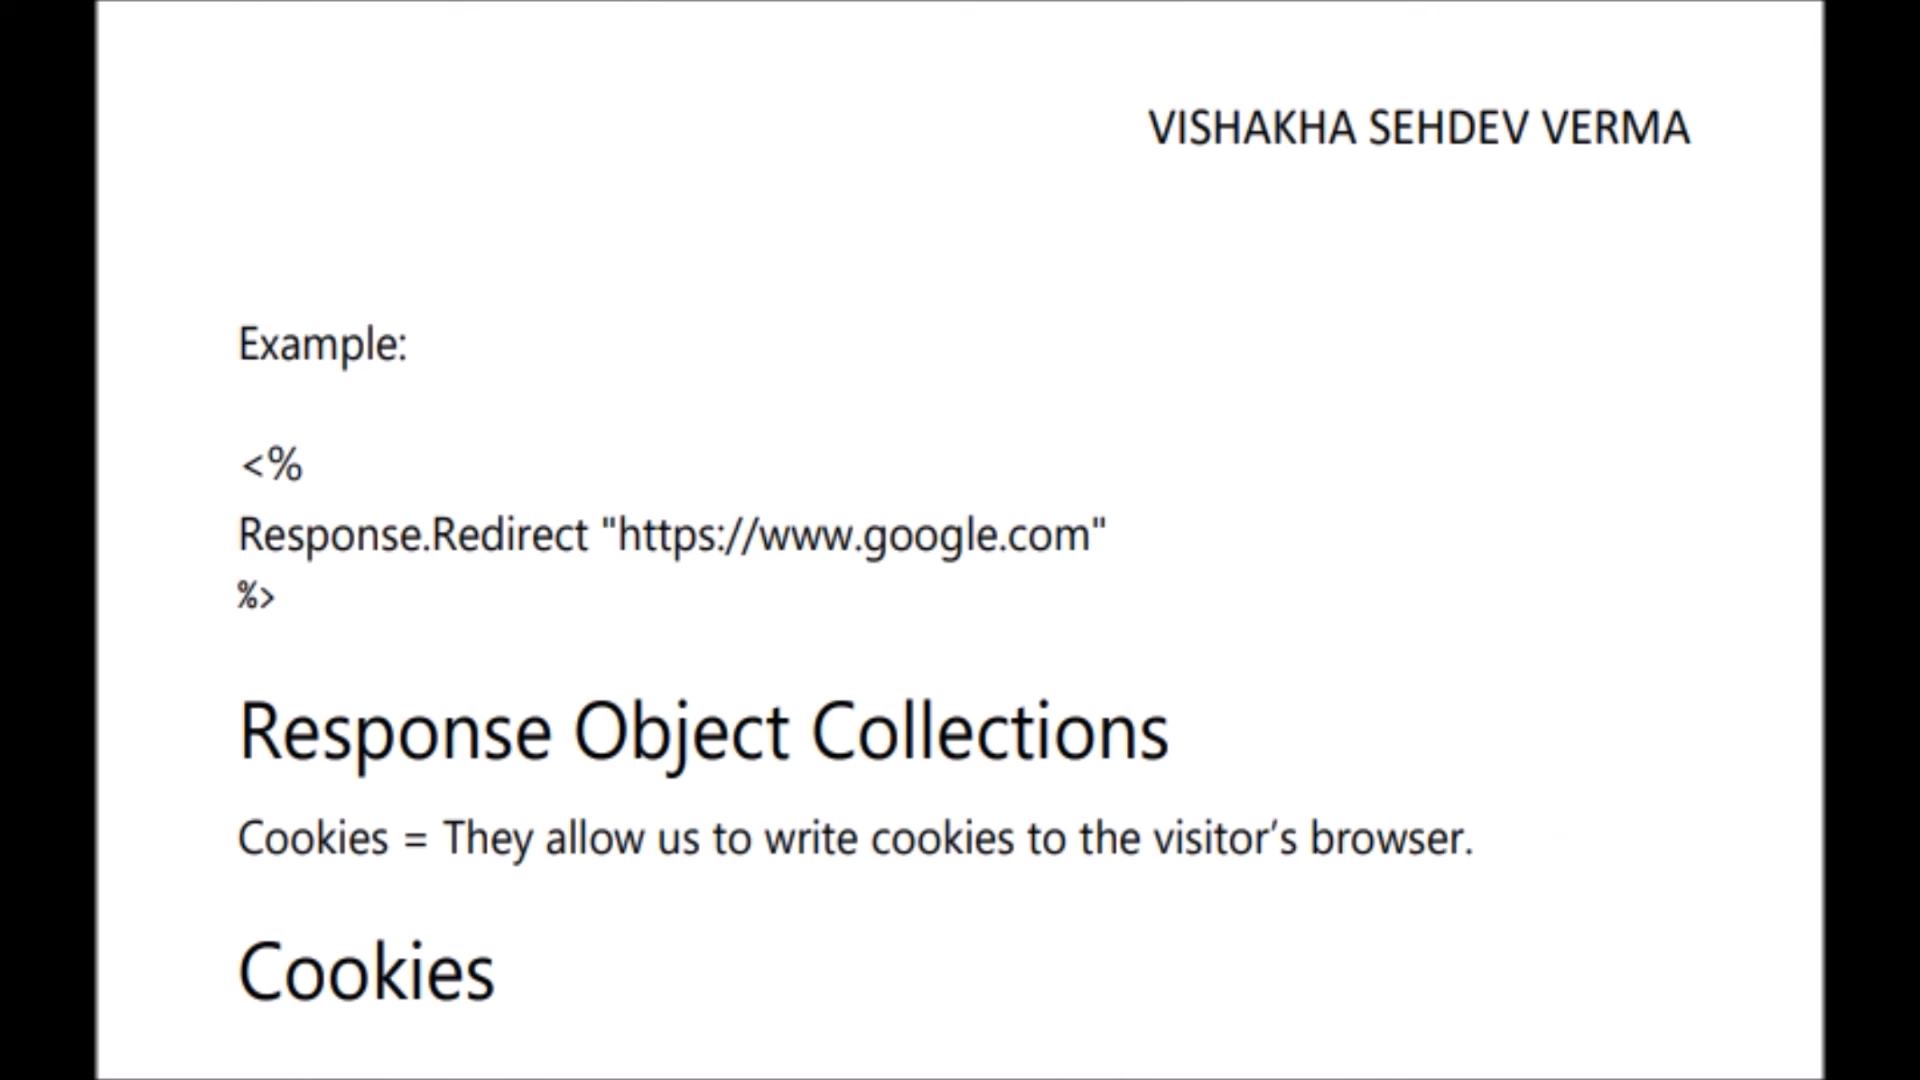 VISHAKHA SEHDEV VERMA
Example:
<%
Response.Redirect "https://www.google.com"
%>
Response Object Collections
Cookies = They allow us to write cookies to the visitor’s browser.
Cookies